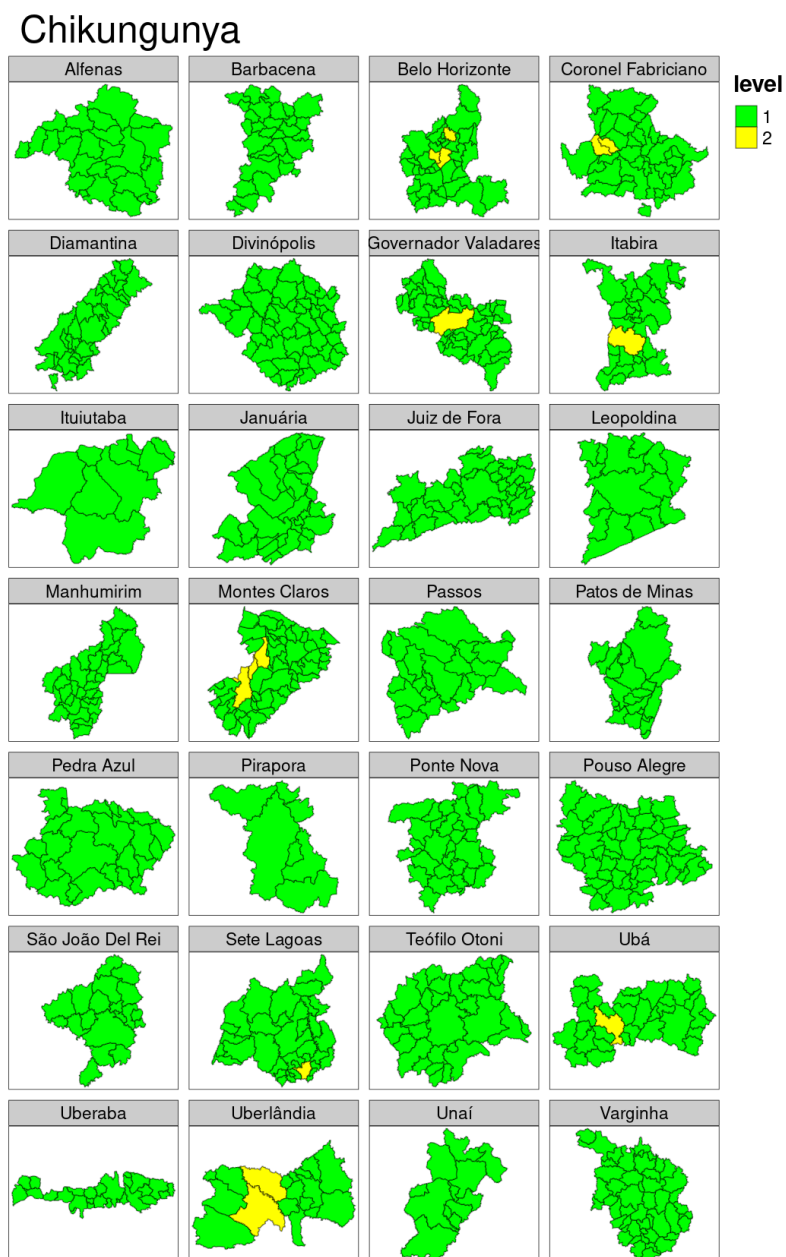 Chikungunya
Alfenas
Barbacena
Belo Horizonte
Coronel Fabriciano
level
1
2
Diamantina
Divinópolis
Governador Valadares
Itabira
Ituiutaba
Januária
Juiz de Fora
Leopoldina
Manhumirim
Montes Claros
Passos
Patos de Minas
Pedra Azul
Pirapora
Ponte Nova
Pouso Alegre
São João Del Rei
Sete Lagoas
Teófilo Otoni
Ubá
Uberaba
Uberlândia
Unaí
Varginha